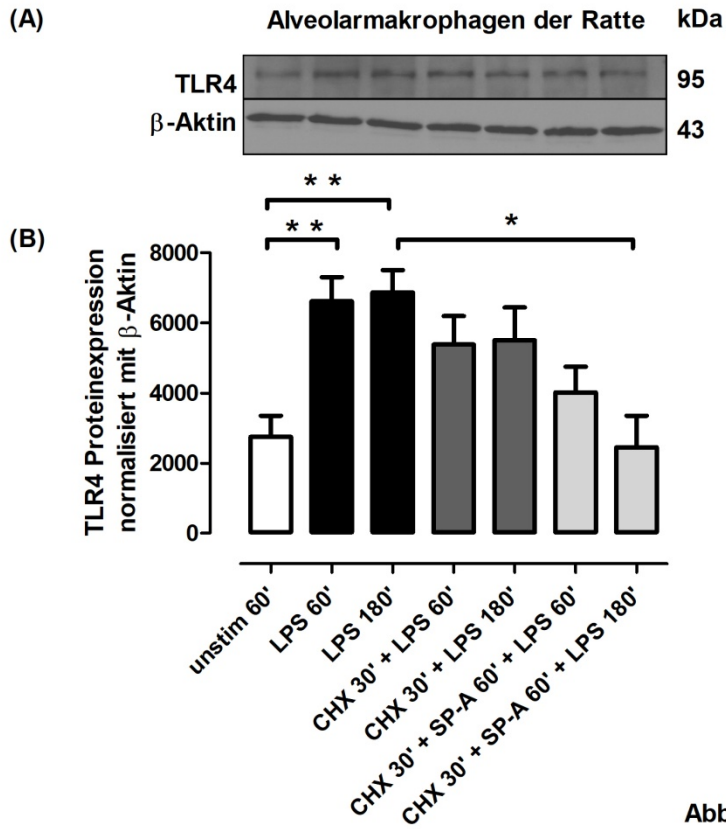 (A)
Alveolarmakrophagen der Ratte
kDa
TLR4
95
β-Aktin
43
(B)
* *
* *
*
TLR4 Proteinexpression
normalisiert mit β-Aktin
8000
6000
4000
2000
0
unstim 60'
LPS 60'
LPS 180'
CHX 30' + LPS 60'
CHX 30' + LPS 180'
CHX 30' + SP-A 60' + LPS 60'
CHX 30' + SP-A 60' + LPS 180'
Abb